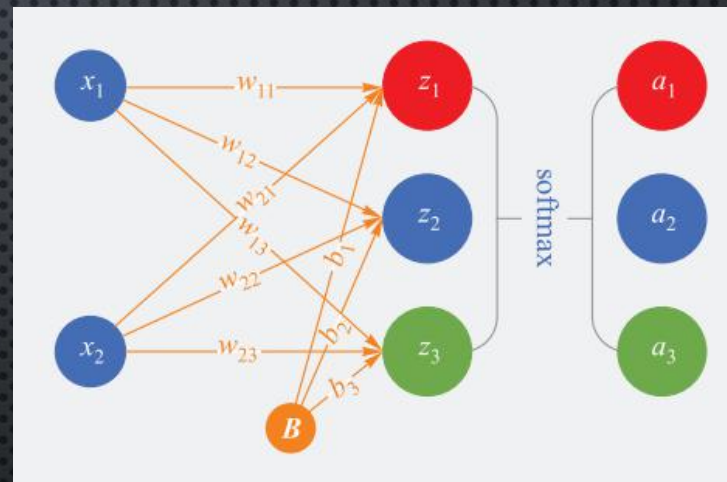 x₁ w₁₁ z₁ a₁
w₁₂
w₂₁
w₁₃
z₂ softmax a₂
b₁
w₂₂
b₂
x₂ w₂₃ z₃ a₃
b₃
B